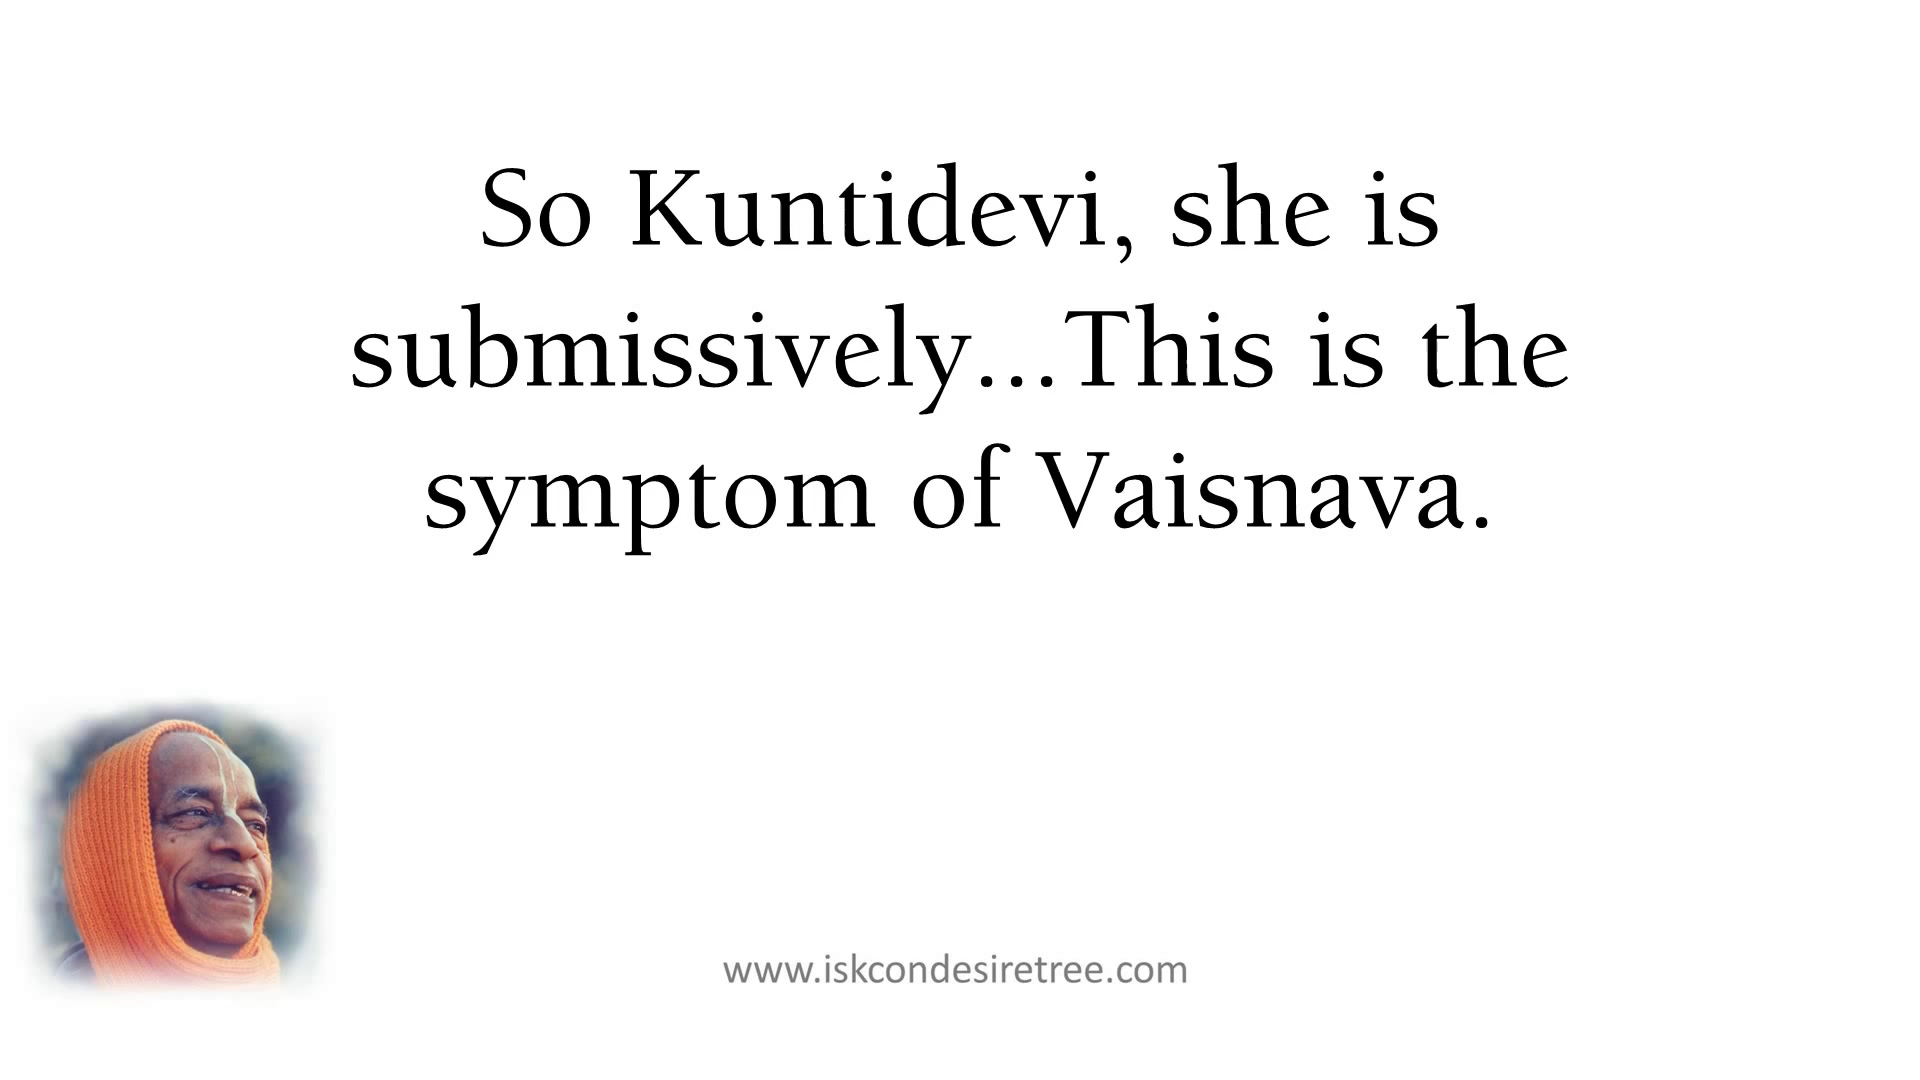 So Kuntidevi, she is
submissively...This is the
symptom of Vaisnava.
www.iskcondesiretree.com